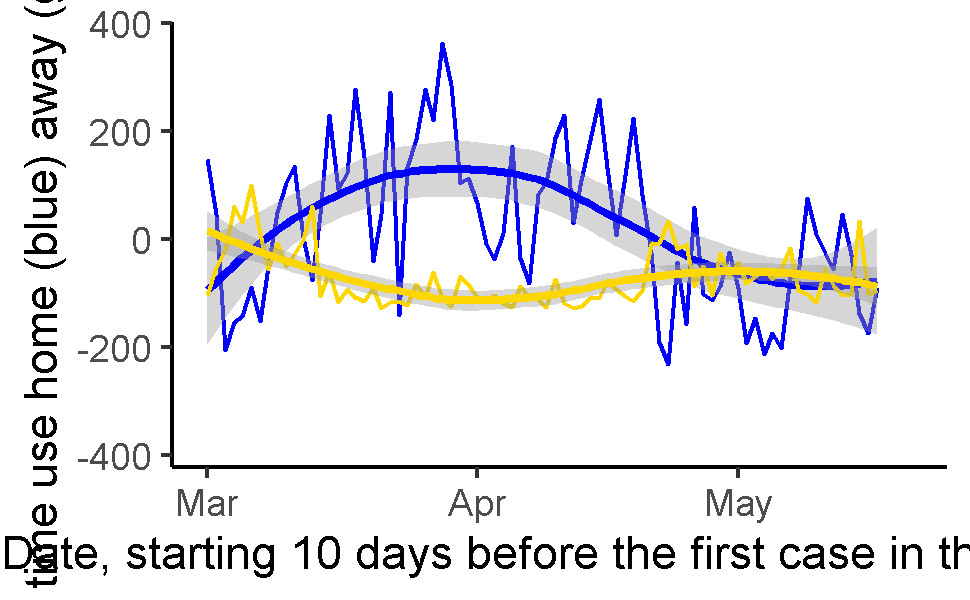 time use home (blue) away (
400
200
0
-200
-400
Mar Apr May
Date, starting 10 days before the first case in th